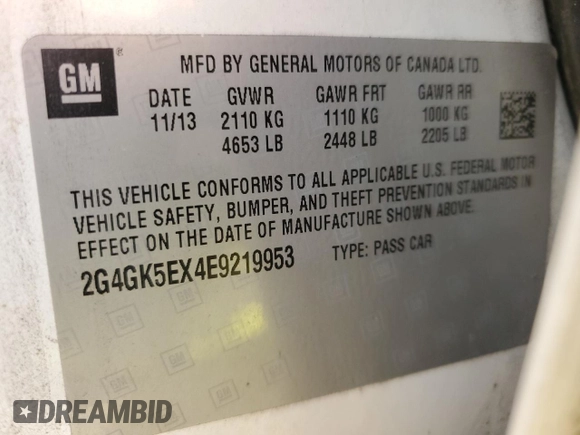 GM
MFD BY GENERAL MOTORS OF CANADA LTD.
DATE GVWR GAWR FRT GAWR RR
11/13 2110 KG 1110 KG 1000 KG
4653 LB 2448 LB 2205 LB
THIS VEHICLE CONFORMS TO ALL APPLICABLE U.S. FEDERAL MOTOR
VEHICLE SAFETY, BUMPER, AND THEFT PREVENTION STANDARDS IN
EFFECT ON THE DATE OF MANUFACTURE SHOWN ABOVE.
2G4GK5EX4E9219953 TYPE: PASS CAR
DREAMBID